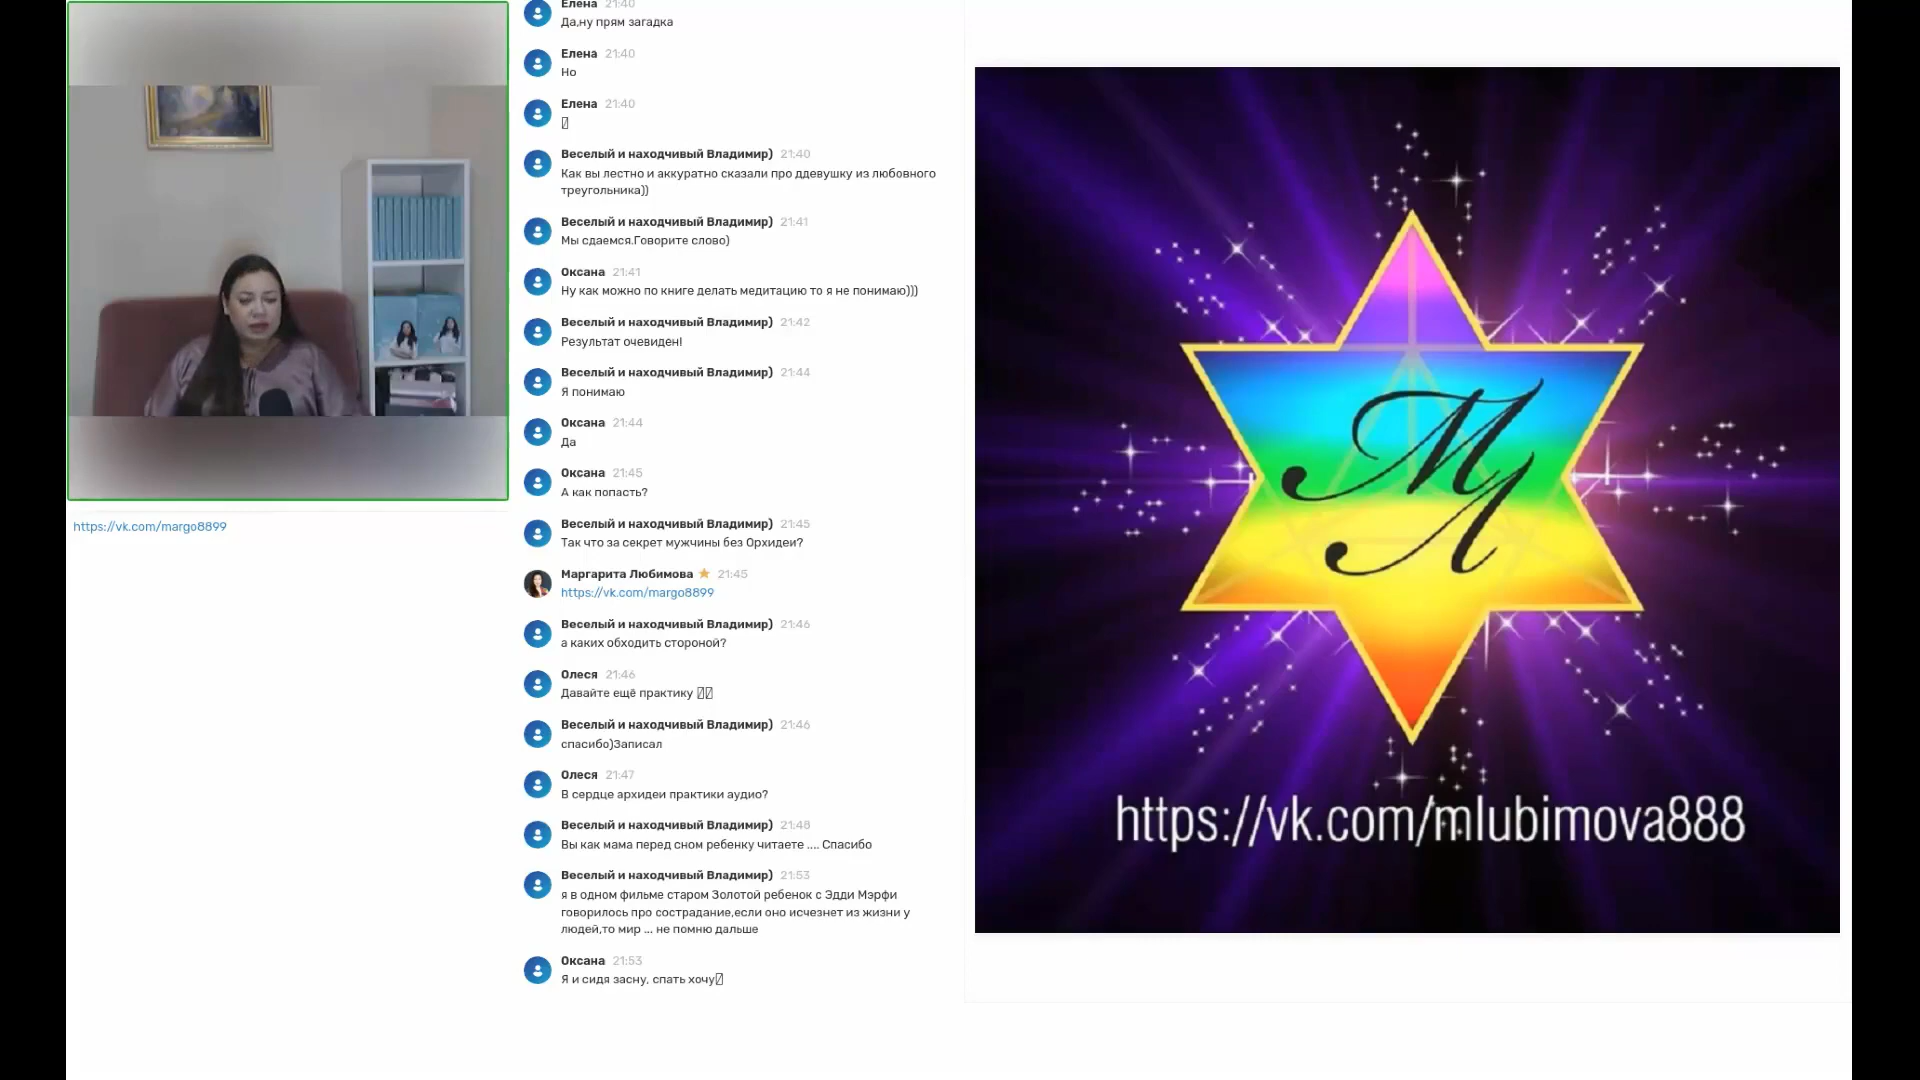 https://vk.com/margo8899
Елена 21:40
Да,ну прям загадка
Елена 21:40
Но
Елена 21:40
Веселый и находчивый Владимир) 21:40
Как вы лестно и аккуратно сказали про ддевушку из любовного
треугольника))
Веселый и находчивый Владимир) 21:41
Мы сдаемся.Говорите слово)
Оксана 21:41
Ну как можно по книге делать медитацию то я не понимаю)))
Веселый и находчивый Владимир) 21:42
Результат очевиден!
Веселый и находчивый Владимир) 21:44
Я понимаю
Оксана 21:44
Да
Оксана 21:45
А как попасть?
Веселый и находчивый Владимир) 21:45
Так что за секрет мужчины без Орхидеи?
Маргарита Любимова 21:45
https://vk.com/margo8899
Веселый и находчивый Владимир) 21:46
а каких обходить стороной?
Олеся 21:46
Давайте ещё практику
Веселый и находчивый Владимир) 21:46
спасибо)Записал
Олеся 21:47
В сердце архидеи практики аудио?
Веселый и находчивый Владимир) 21:48
Вы как мама перед сном ребенку читаете .... Спасибо
Веселый и находчивый Владимир) 21:53
я в одном фильме старом Золотой ребенок с Эдди Мэрфи
говорилось про сострадание,если оно исчезнет из жизни у
людей,то мир ... не помню дальше
Оксана 21:53
Я и сидя засну, спать хочу
МЛ
https://vk.com/mlubimova888